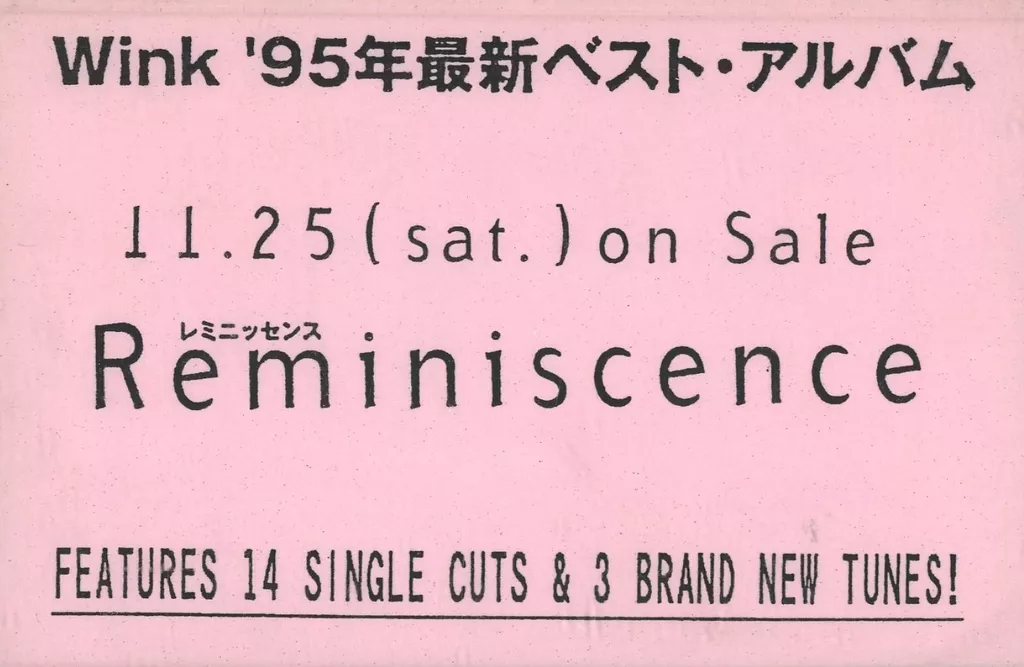 Wink '95年最新ベスト・アルバム
11.25(sat.)on Sale
レミニッセンス
Reminiscence
FEATURES 14 SINGLE CUTS & 3 BRAND NEW TUNES!